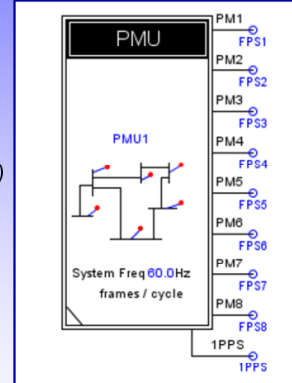 PMU
PMU1
System Freq 60.0Hz
frames / cycle
PM1
FPS1
PM2
FPS2
PM3
FPS3
PM4
FPS4
PM5
FPS5
PM6
FPS6
PM7
FPS7
PM8
FPS8
1PPS
1PPS
)